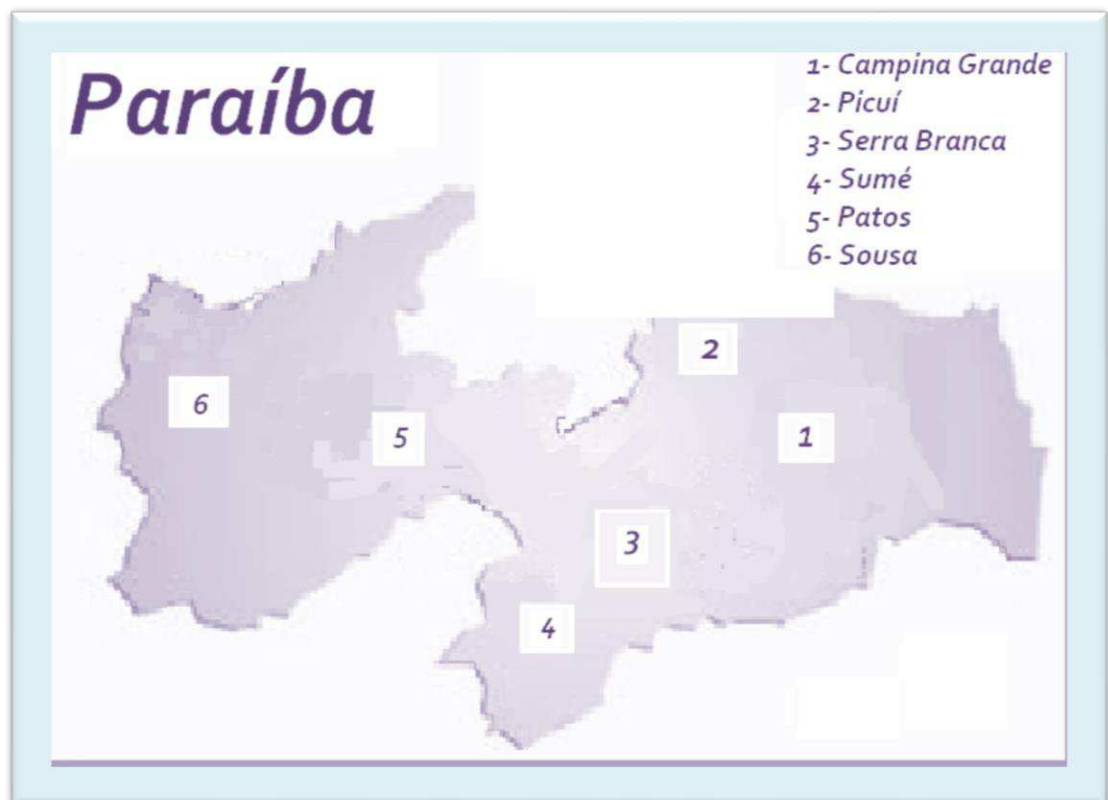 Paraíba
1- Campina Grande
2- Picuí
3- Serra Branca
4- Sumé
5- Patos
6- Sousa
2
6
5
1
3
4